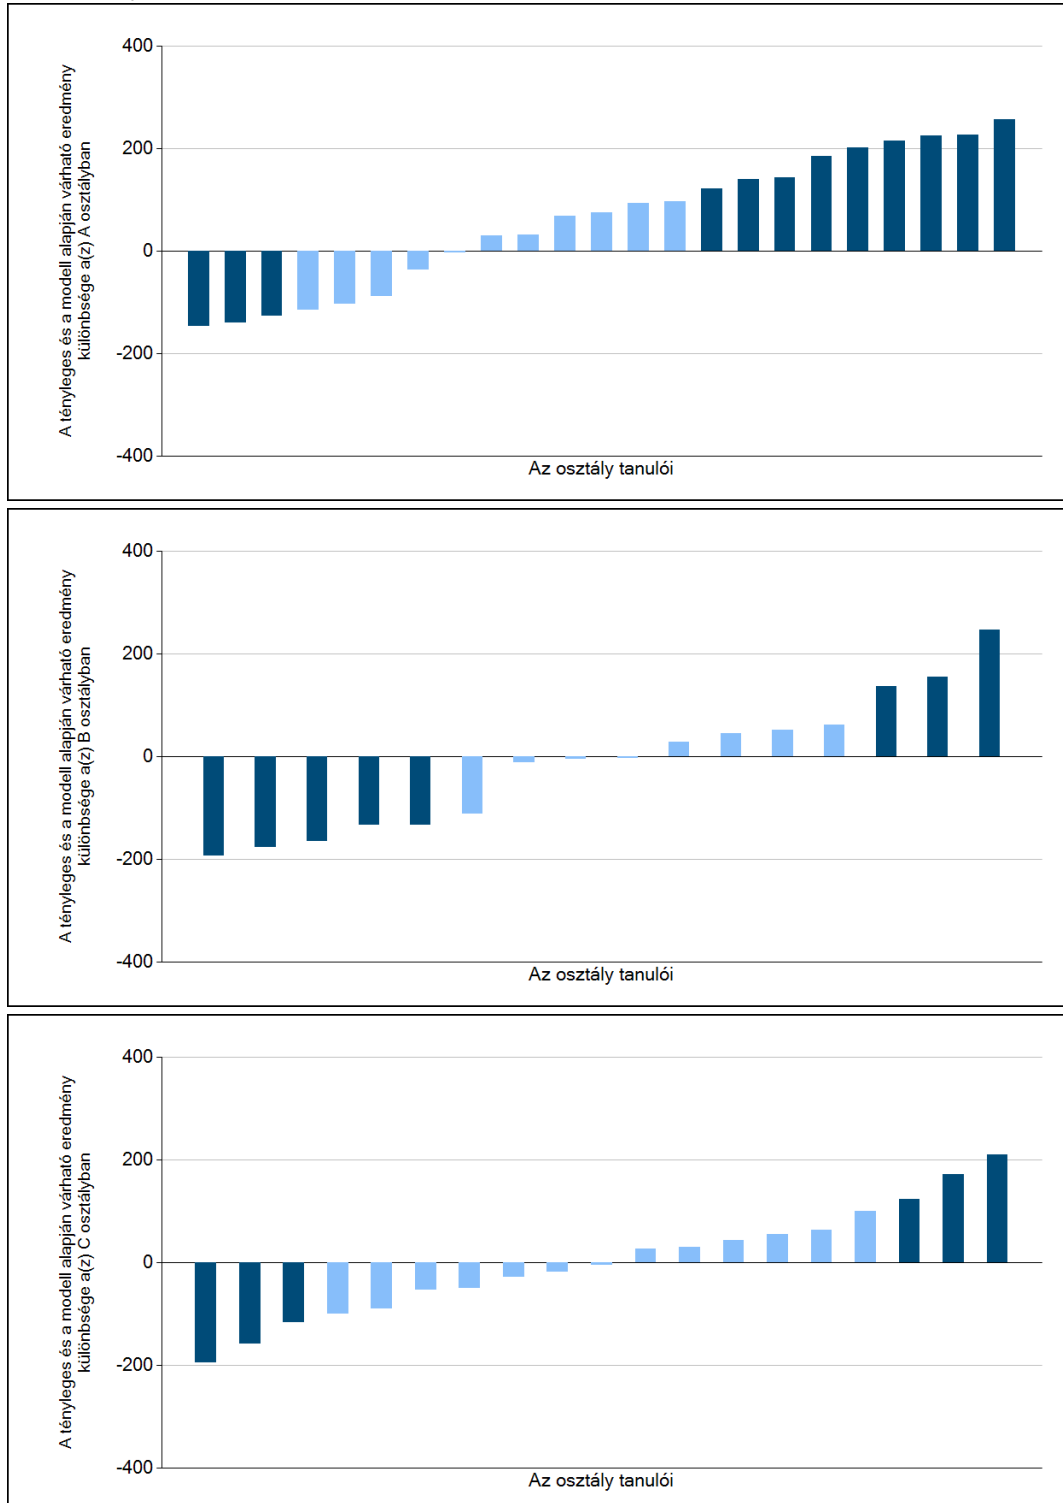 A tényleges és a modell alapján várható eredmény
különbsége a(z) A osztályban
400
200
0
-200
-400
Az osztály tanulói
A tényleges és a modell alapján várható eredmény
különbsége a(z) B osztályban
400
200
0
-200
-400
Az osztály tanulói
A tényleges és a modell alapján várható eredmény
különbsége a(z) C osztályban
400
200
0
-200
-400
Az osztály tanulói